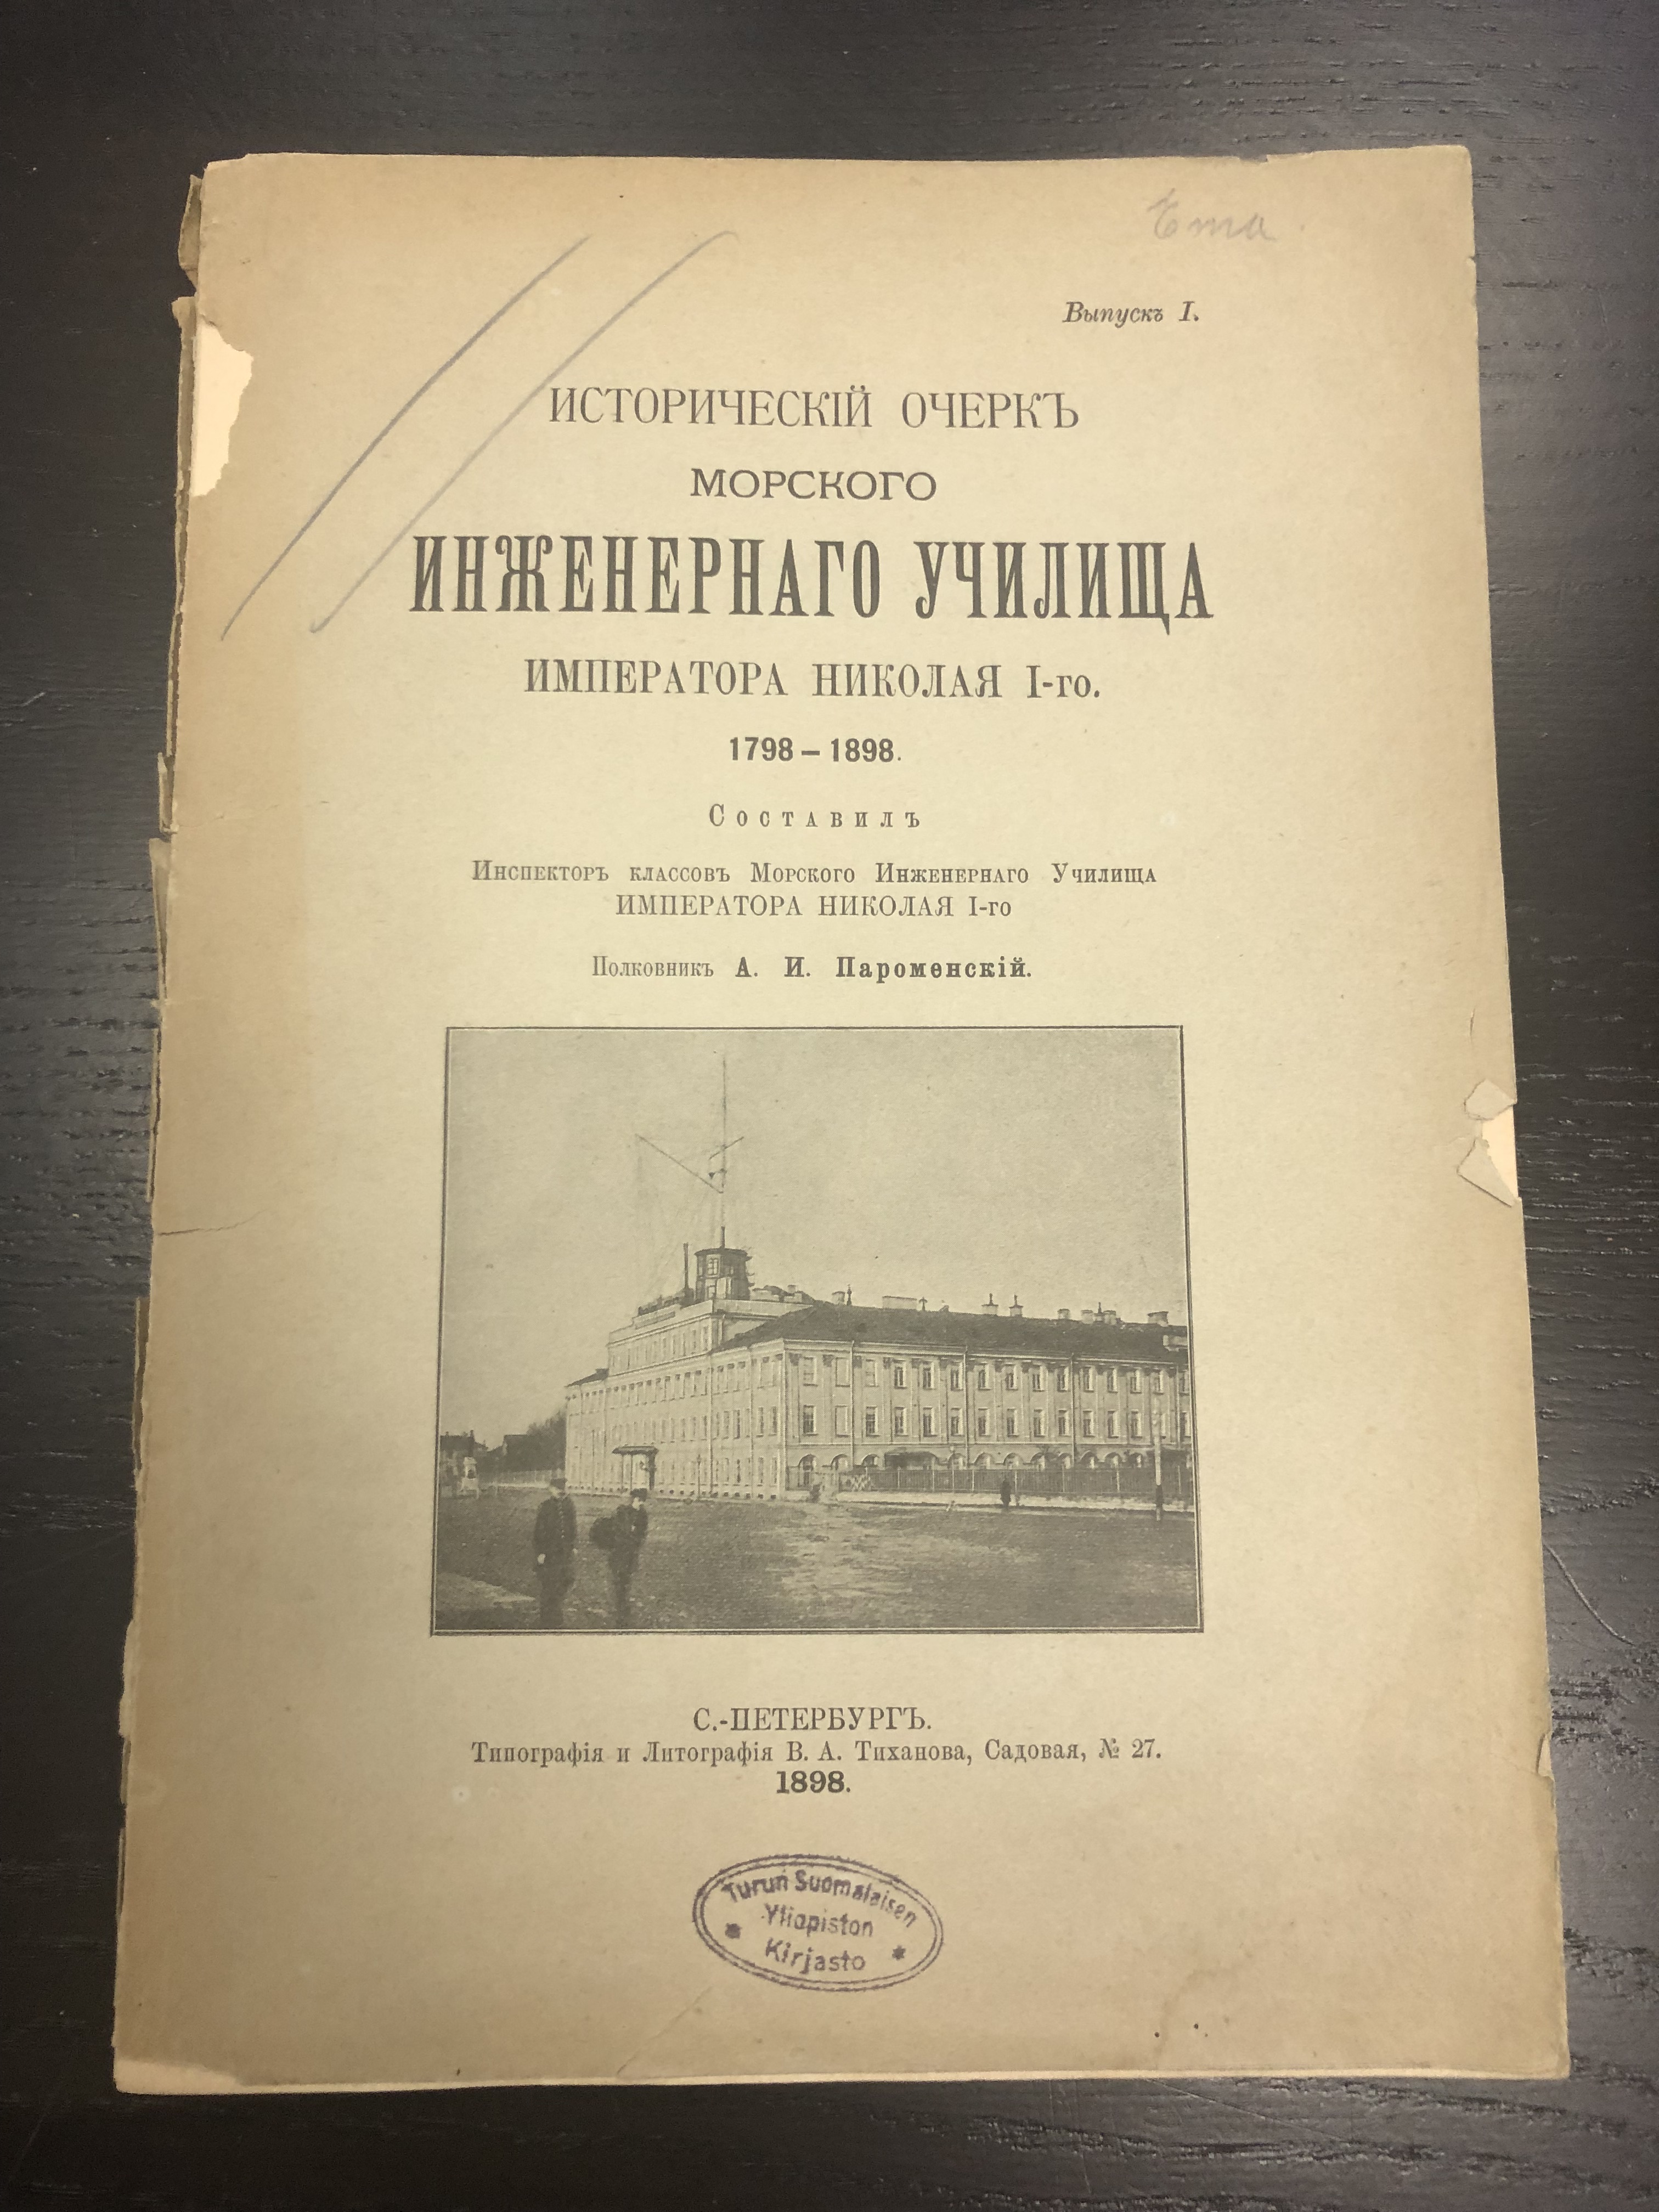 Выпускъ I.
ИСТОРИЧЕСКІЙ ОЧЕРКЪ
МОРСКОГО
ИНЖЕНЕРНАГО УЧИЛИЩА
ИМПЕРАТОРА НИКОЛАЯ I-го.
1798 – 1898.
Составилъ
Инспекторъ классовъ Морского Инженернаго Училища
ИМПЕРАТОРА НИКОЛАЯ I-го
Полковникъ А. И. Пароменскій.
С.-ПЕТЕРБУРГЪ.
Типографія и Литографія В. А. Тиханова, Садовая, № 27.
1898.
Turun Suomalaisen
Yliopiston
Kirjasto